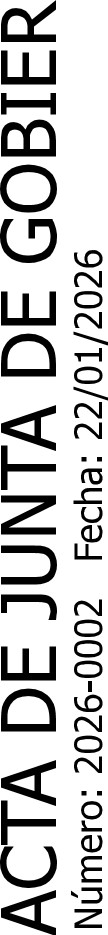 ACTA DE JUNTA DE GOBIER
Número: 2026-0002 Fecha: 22/01/2026